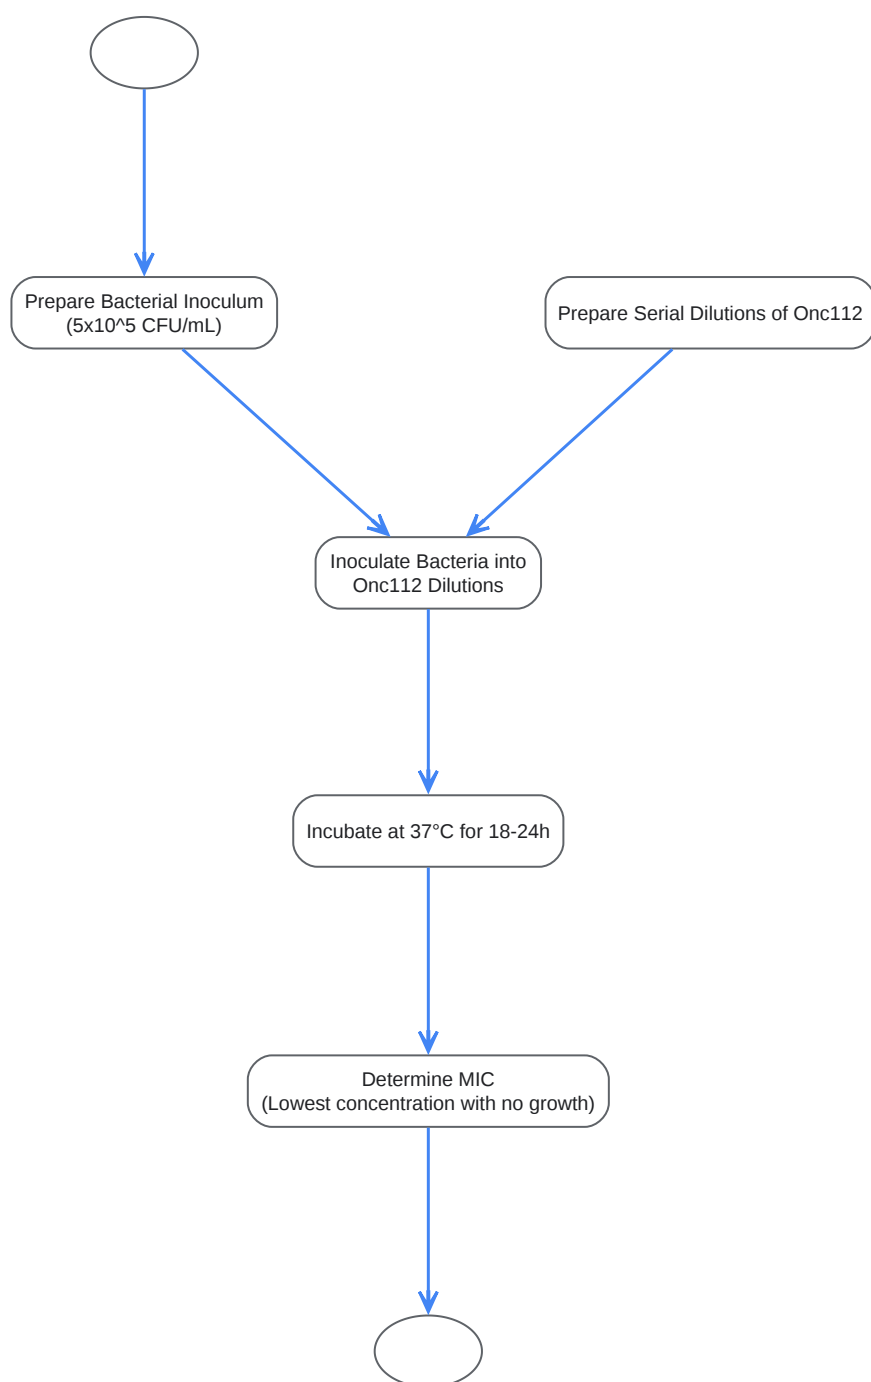 Prepare Bacterial Inoculum
(5x10^5 CFU/mL)
Prepare Serial Dilutions of Onc112
Inoculate Bacteria into
Onc112 Dilutions
Incubate at 37°C for 18-24h
Determine MIC
(Lowest concentration with no growth)